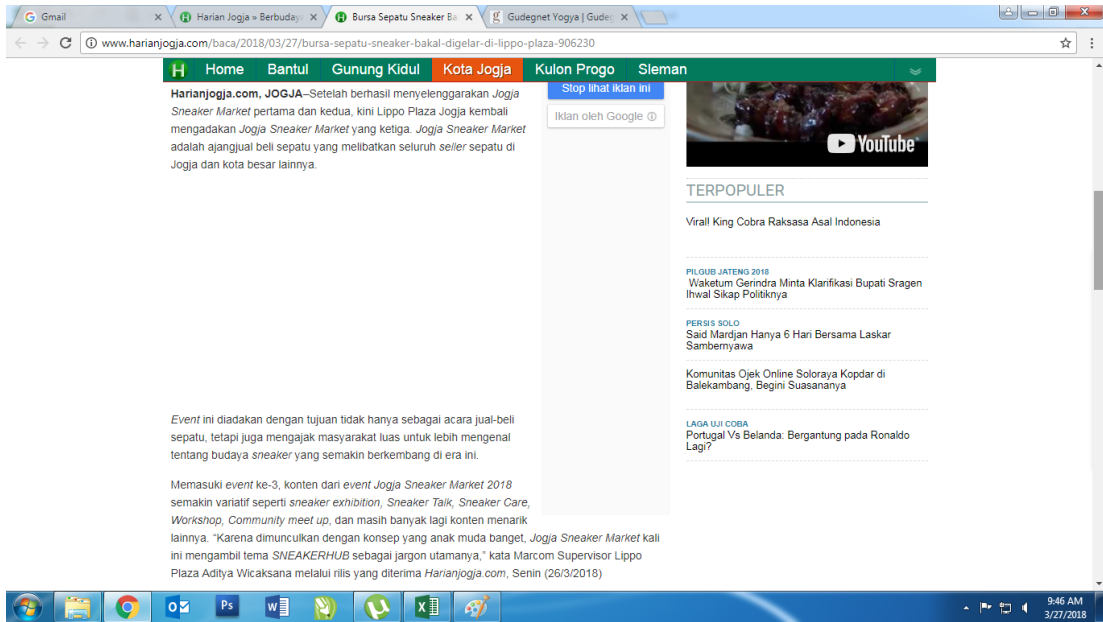 Gmail
Harian Jogja » Berbudaya
Bursa Sepatu Sneaker Ba
Gudegnet Yogya | Gudeg
www.harianjogja.com/baca/2018/03/27/bursa-sepatu-sneaker-bakal-digelar-di-lippo-plaza-906230
H Home Bantul Gunung Kidul Kota Jogja Kulon Progo Sleman
Harianjogja.com, JOGJA–Setelah berhasil menyelenggarakan Jogja
Sneaker Market pertama dan kedua, kini Lippo Plaza Jogja kembali
mengadakan Jogja Sneaker Market yang ketiga. Jogja Sneaker Market
adalah ajangjual beli sepatu yang melibatkan seluruh seller sepatu di
Jogja dan kota besar lainnya.
Event ini diadakan dengan tujuan tidak hanya sebagai acara jual-beli
sepatu, tetapi juga mengajak masyarakat luas untuk lebih mengenal
tentang budaya sneaker yang semakin berkembang di era ini.
Memasuki event ke-3, konten dari event Jogja Sneaker Market 2018
semakin variatif seperti sneaker exhibition, Sneaker Talk, Sneaker Care,
Workshop, Community meet up, dan masih banyak lagi konten menarik
lainnya. “Karena dimunculkan dengan konsep yang anak muda banget, Jogja Sneaker Market kali
ini mengambil tema SNEAKERHUB sebagai jargon utamanya,” kata Marcom Supervisor Lippo
Plaza Aditya Wicaksana melalui rilis yang diterima Harianjogja.com, Senin (26/3/2018)
Stop lihat iklan ini
Iklan oleh Google
YouTube
TERPOPULER
Viral! King Cobra Raksasa Asal Indonesia
PILGUB JATENG 2018
Waketum Gerindra Minta Klarifikasi Bupati Sragen
Ihwal Sikap Politiknya
PERSIS SOLO
Said Mardjan Hanya 6 Hari Bersama Laskar
Sambernyawa
Komunitas Ojek Online Soloraya Kopdar di
Balekambang, Begini Suasananya
LAGA UJI COBA
Portugal Vs Belanda: Bergantung pada Ronaldo
Lagi?
Ps
9:46 AM
3/27/2018